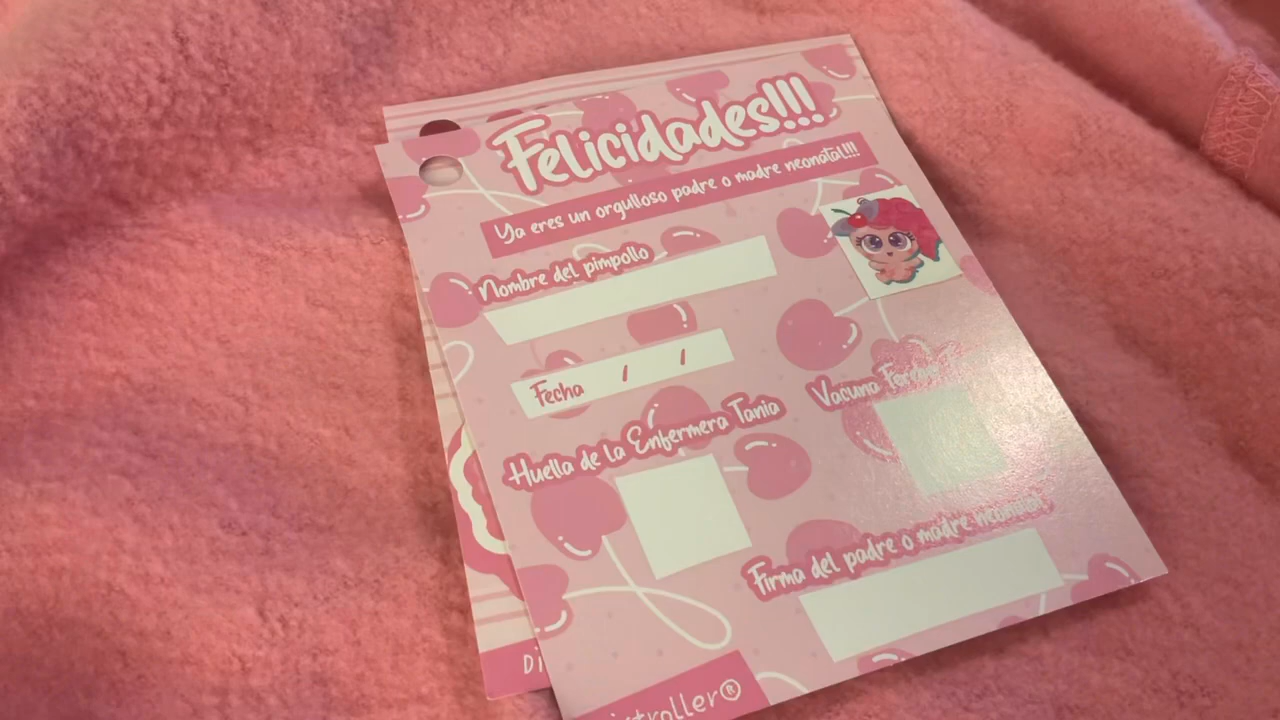 Felicidades!!!
Ya eres un orgulloso padre o madre neonatal!!!
Nombre del pimpollo
Fecha / /
Huella de la Enfermera Tania
Vacuna
Firma del padre o madre neonatal